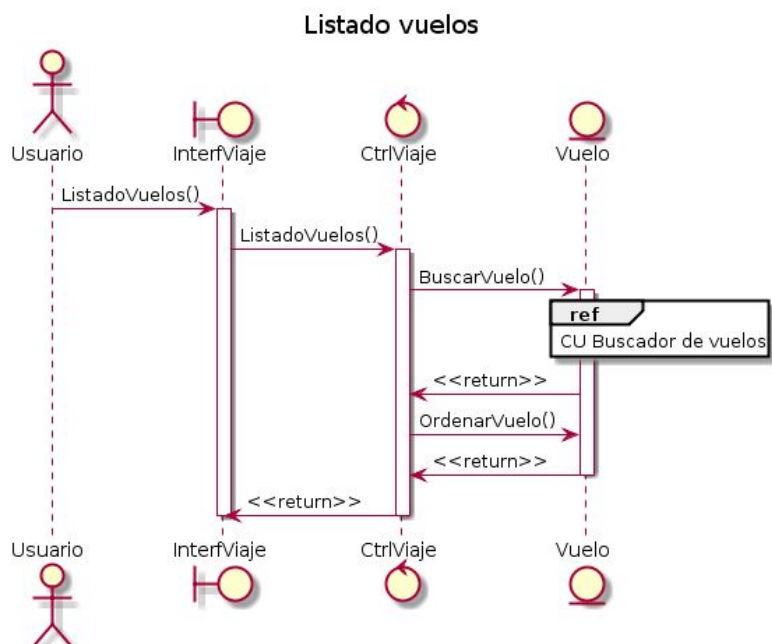 Listado vuelos
Usuario InterfViaje CtrlViaje Vuelo
ListadoVuelos()
ListadoVuelos()
BuscarVuelo()
ref
CU Buscador de vuelos
<<return>>
OrdenarVuelo()
<<return>>
<<return>>
Usuario InterfViaje CtrlViaje Vuelo